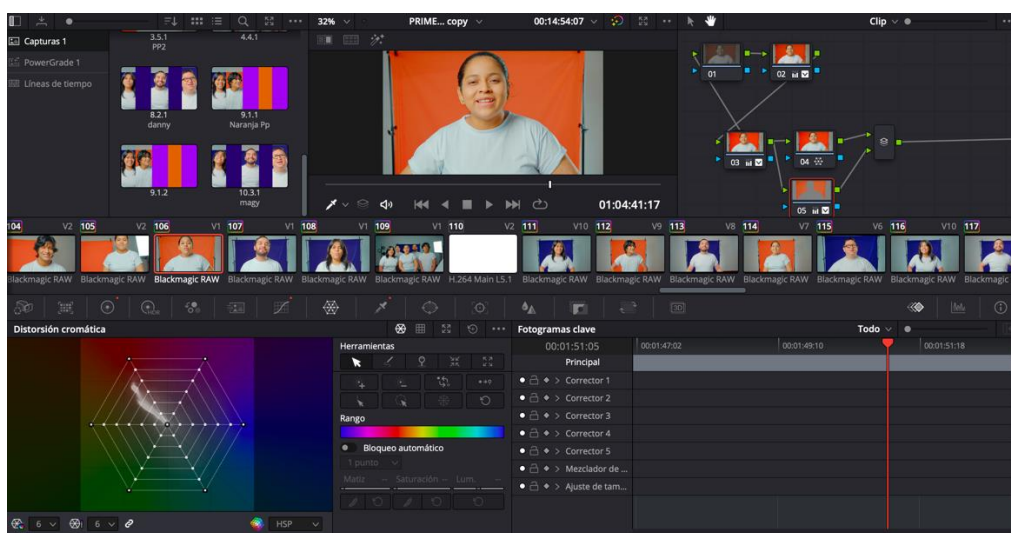 32%
PRIME... copy
00:14:54:07
Clip
Capturas 1
PowerGrade 1
Líneas de tiempo
3.5.1
PP2
4.4.1
8.2.1
danny
9.1.1
Naranja Pp
9.1.2
10.3.1
magy
01
02
03
04
05
01:04:41:17
104 V2 105 V2 106 V1 107 V1 108 V1 109 V1 110 V2 111 V10 112 V9 113 V8 114 V7 115 V6 116 V10 117
Blackmagic RAW Blackmagic RAW Blackmagic RAW Blackmagic RAW Blackmagic RAW Blackmagic RAW H.264 Main L5.1 Blackmagic RAW Blackmagic RAW Blackmagic RAW Blackmagic RAW Blackmagic RAW Blackmagic RAW Blackmagic RAW
HDR
3D
Distorsión cromática
Herramientas
Rango
Bloqueo automático
1 punto
Matiz -- Saturación -- Lum. --
6 6 HSP
Fotogramas clave
Todo
00:01:51:05
00:01:47:02
00:01:49:10
00:01:51:18
Principal
Corrector 1
Corrector 2
Corrector 3
Corrector 4
Corrector 5
Mezclador de ...
Ajuste de tam...